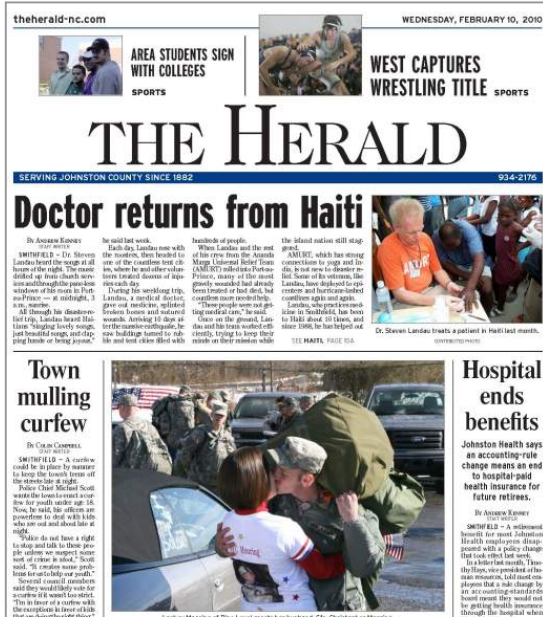 theherald-nc.com
WEDNESDAY, FEBRUARY 10, 2010
AREA STUDENTS SIGN
WITH COLLEGES
SPORTS
WEST CAPTURES
WRESTLING TITLE SPORTS
THE HERALD
SERVING JOHNSTON COUNTY SINCE 1882
934-2176
Doctor returns from Haiti
BY ANDREW KENNEY
STAFF WRITER
SMITHFIELD – Dr. Steven
Landau heard the songs at all
hours of the night. The music
drifted up from church serv-
ices and through the pane-less
windows of his room in Port-
au-Prince — at midnight, 3
a.m., sunrise.
All through his disaster-re-
lief trip, Landau heard Hai-
tians "singing lovely songs,
just beautiful songs, and clap-
ping hands or being joyous,"
he said last week.
Each day, Landau rose with
the roosters, then headed to
one of the countless tent cit-
ies, where he and other volun-
teers treated dozens of inju-
ries each day.
During his weeklong trip,
Landau, a medical doctor,
gave out medicine, splinted
broken bones and sutured
wounds. Arriving 10 days af-
ter the massive earthquake, he
saw buildings turned to rub-
ble and tent cities filled with
hundreds of people.
When Landau and the rest
of his crew from the Ananda
Marga Universal Relief Team
(AMURT) rolled into Port-au-
Prince, many of the most
gravely wounded had already
been treated or had died, but
countless more needed help.
"These people were not get-
ting medical care," he said.
Once on the ground, Lan-
dau and his team worked effi-
ciently, trying to keep their
minds on their mission while
the island nation still stag-
gered.
AMURT, which has strong
connections to yoga and In-
dia, is not new to disaster re-
lief. Some of its veterans, like
Landau, have deployed to epi-
centers and hurricane-lashed
coastlines again and again.
Landau, who practices med-
icine in Smithfield, has been
to Haiti about 10 times, and
since 1988, he has helped out
SEE HAITI, PAGE 10A
Dr. Steven Landau treats a patient in Haiti last month.
CONTRIBUTED PHOTO
Town
mulling
curfew
BY COLIN CAMPBELL
STAFF WRITER
SMITHFIELD – A curfew
could be in place by summer
to keep the town's teens off
the streets late at night.
Police Chief Michael Scott
wants the town to enact a cur-
few for youth under age 18.
Now, he said, his officers are
powerless to deal with kids
who are out and about late at
night.
"Police do not have a right
to stop and talk to these peo-
ple unless we suspect some
sort of crime is afoot," Scott
said. "It creates some prob-
lems for us to help our youth."
Several council members
said they would likely vote for
a curfew if it wasn't too strict.
"I'm in favor of a curfew with
the exceptions in favor of kids
Hospital
ends
benefits
Johnston Health says
an accounting-rule
change means an end
to hospital-paid
health insurance for
future retirees.
BY ANDREW KENNEY
STAFF WRITER
SMITHFIELD – A retirement
benefit for most Johnston
Health employees disap-
peared with a policy change
that took effect last week.
In a letter last month, Timo-
thy Hays, vice president of hu-
man resources, told most em-
ployees that a rule change by
an accounting-standards
board meant they would not
be getting health insurance
through the hospital when